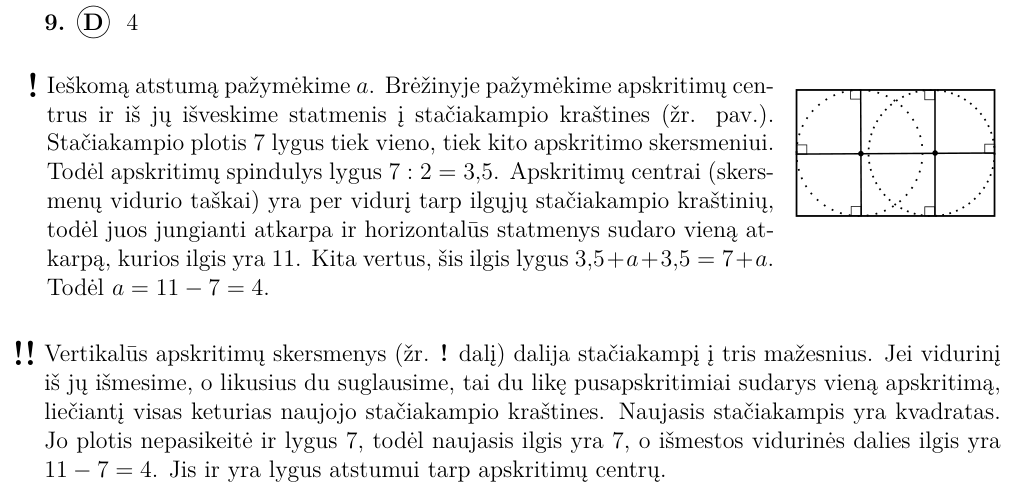 9. D 4
! Ieškomą atstumą pažymėkime a. Brėžinyje pažymėkime apskritimų cen-
trus ir iš jų išveskime statmenis į stačiakampio kraštines (žr. pav.).
Stačiakampio plotis 7 lygus tiek vieno, tiek kito apskritimo skersmeniui.
Todėl apskritimų spindulys lygus 7 : 2 = 3,5. Apskritimų centrai (skers-
menų vidurio taškai) yra per vidurį tarp ilgųjų stačiakampio kraštinių,
todėl juos jungianti atkarpa ir horizontalūs statmenys sudaro vieną at-
karpą, kurios ilgis yra 11. Kita vertus, šis ilgis lygus 3,5+a+3,5 = 7+a.
Todėl a = 11 − 7 = 4.
!! Vertikalūs apskritimų skersmenys (žr. ! dalį) dalija stačiakampį į tris mažesnius. Jei vidurinį
iš jų išmesime, o likusius du suglausime, tai du likę pusapskritimiai sudarys vieną apskritimą,
liečiantį visas keturias naujojo stačiakampio kraštines. Naujasis stačiakampis yra kvadratas.
Jo plotis nepasikeitė ir lygus 7, todėl naujasis ilgis yra 7, o išmestos vidurinės dalies ilgis yra
11 − 7 = 4. Jis ir yra lygus atstumui tarp apskritimų centrų.